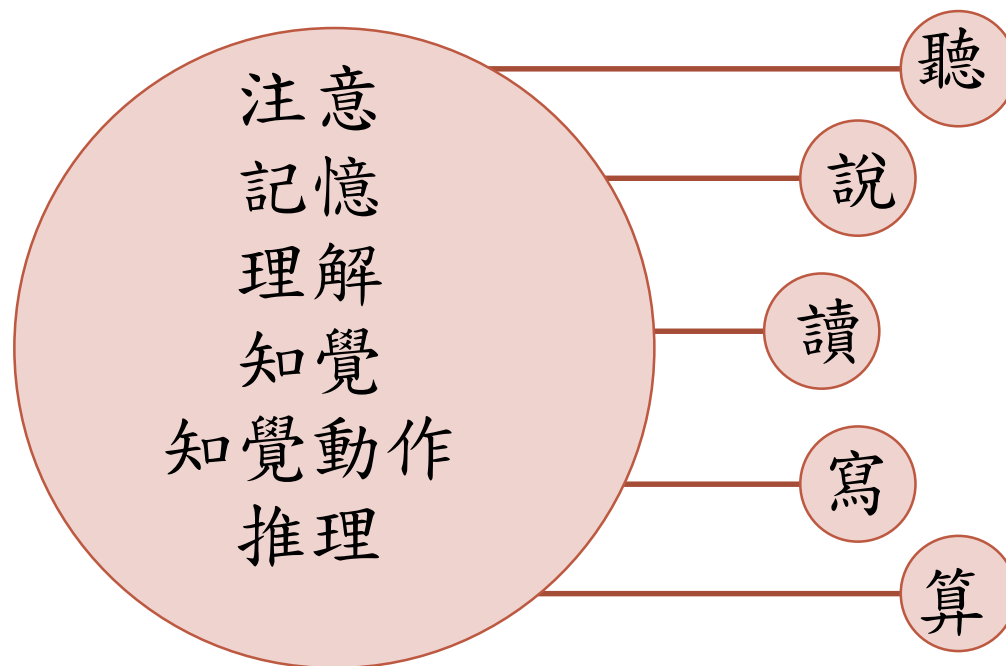 注意
記憶
理解
知覺
知覺動作
推理
聽
說
讀
寫
算